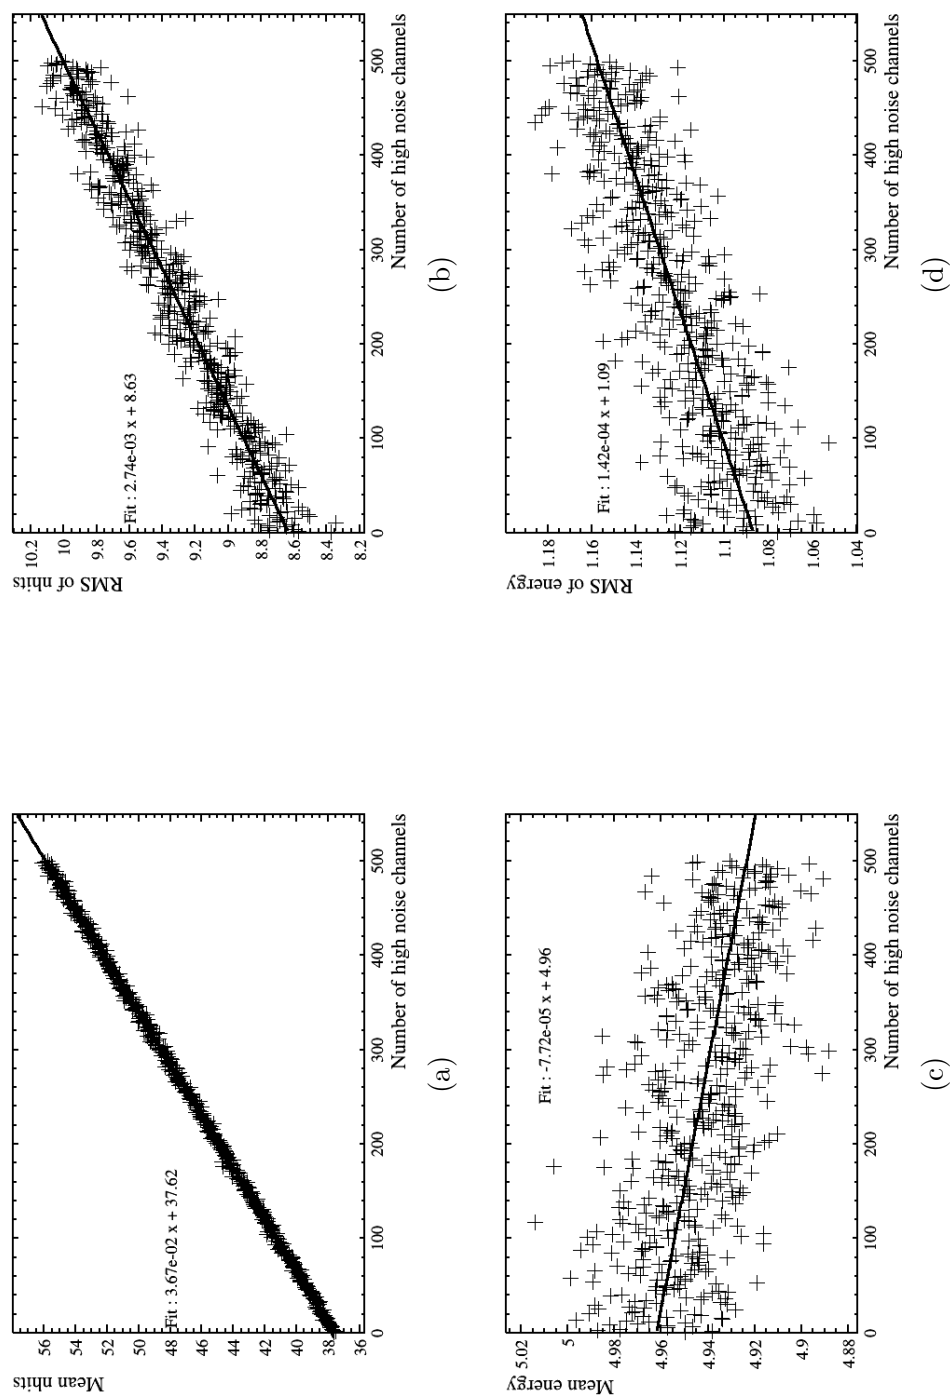 Mean nhits
56
54
52
50
48
46
44
42
40
38
36
Fit : 3.67e-02 x + 37.62
0 100 200 300 400 500
Number of high noise channels
(a)
RMS of nhits
10.2
10
9.8
9.6
9.4
9.2
9
8.8
8.6
8.4
8.2
Fit : 2.74e-03 x + 8.63
0 100 200 300 400 500
Number of high noise channels
(b)
Mean energy
5.02
5
4.98
4.96
4.94
4.92
4.9
4.88
Fit : -7.72e-05 x + 4.96
0 100 200 300 400 500
Number of high noise channels
(c)
RMS of energy
1.18
1.16
1.14
1.12
1.1
1.08
1.06
1.04
Fit : 1.42e-04 x + 1.09
0 100 200 300 400 500
Number of high noise channels
(d)